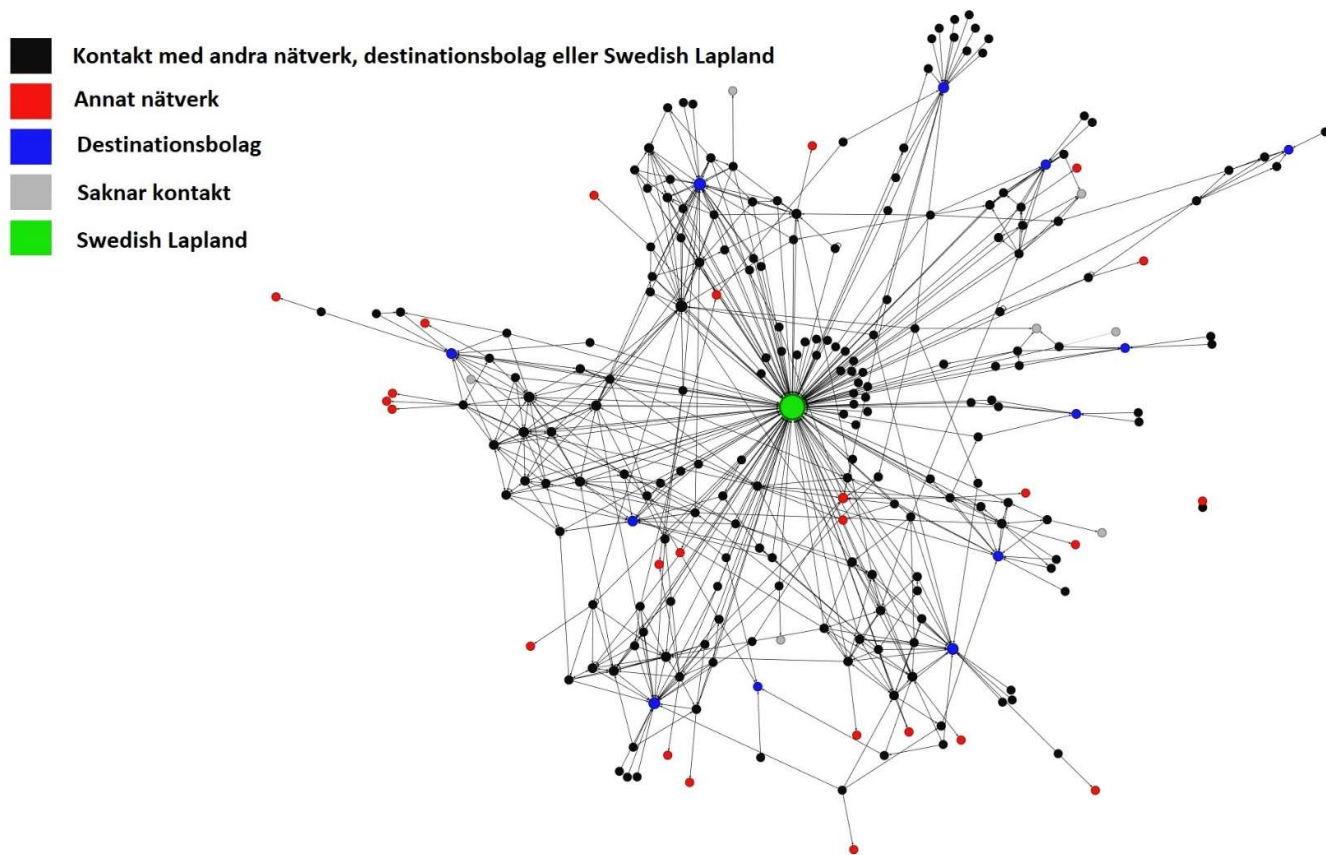 Kontakt med andra nätverk, destinationsbolag eller Swedish Lapland
Annat nätverk
Destinationsbolag
Saknar kontakt
Swedish Lapland